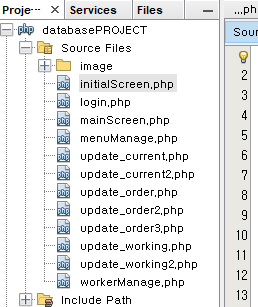 Proje... Services Files ...ph
databasePROJECT Sour
Source Files
image 2
initialScreen,php 3
login,php 4
mainScreen,php 5
menuManage,php 6
update_current,php 7
update_current2,php 8
update_order,php
update_order2,php 9
update_order3,php 10
update_working,php 11
update_working2,php 12
workerManage,php
Include Path 13